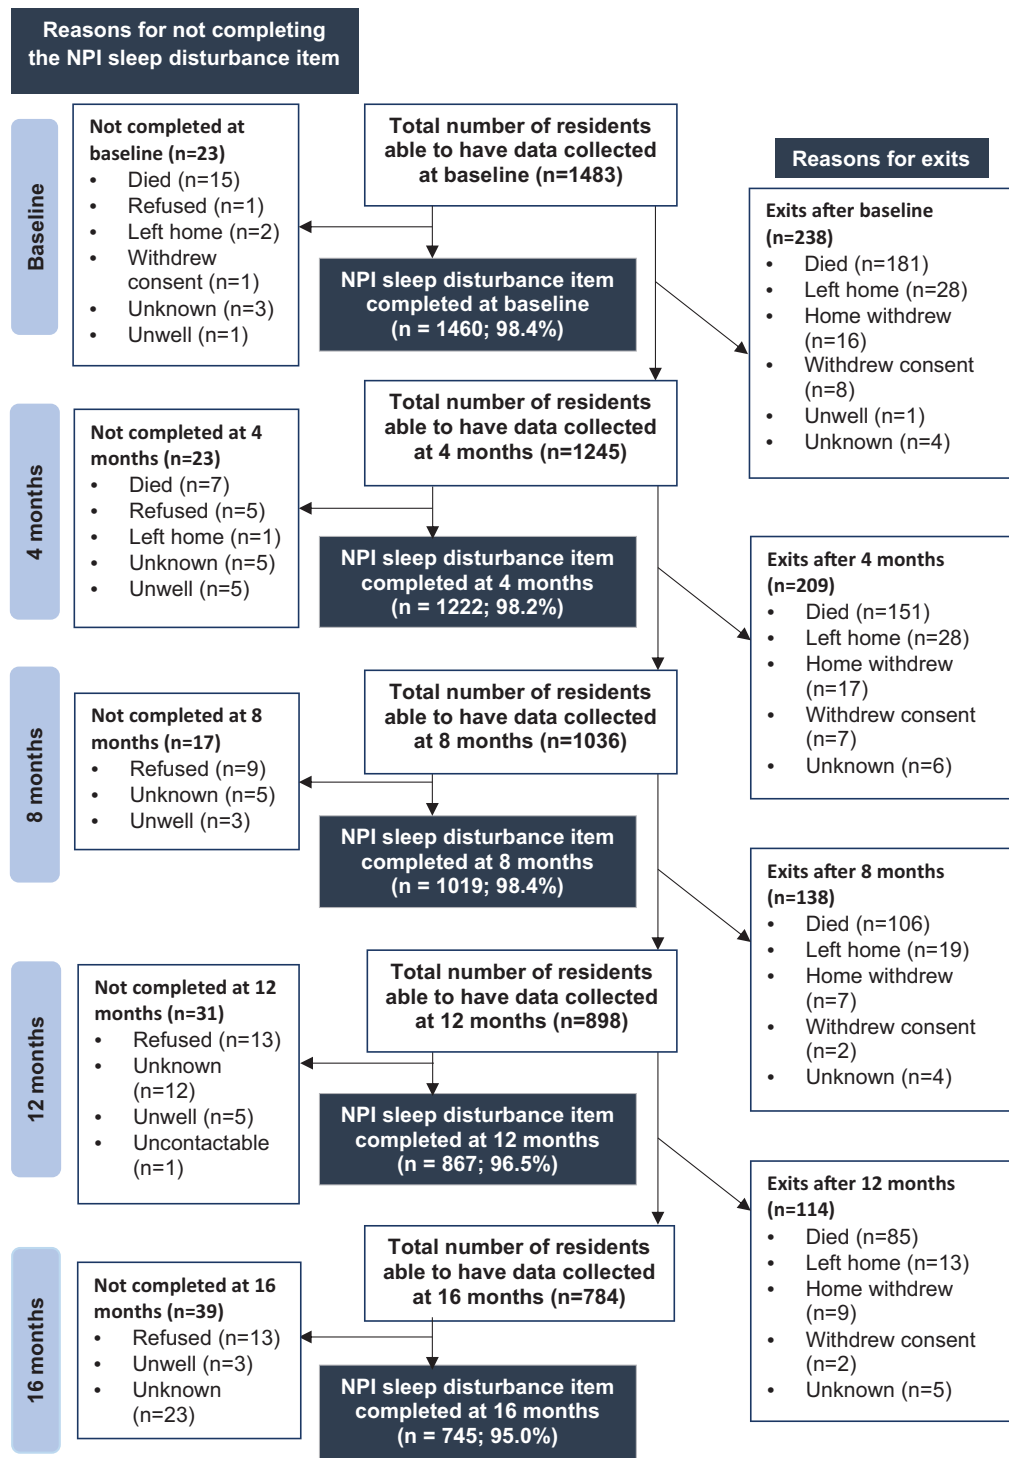 Reasons for not completing
the NPI sleep disturbance item
Baseline
Not completed at
baseline (n=23)
• Died (n=15)
• Refused (n=1)
• Left home (n=2)
• Withdrew
consent (n=1)
• Unknown (n=3)
• Unwell (n=1)
Total number of residents
able to have data collected
at baseline (n=1483)
NPI sleep disturbance item
completed at baseline
(n = 1460; 98.4%)
Reasons for exits
Exits after baseline
(n=238)
• Died (n=181)
• Left home (n=28)
• Home withdrew
(n=16)
• Withdrew consent
(n=8)
• Unwell (n=1)
• Unknown (n=4)
4 months
Not completed at 4
months (n=23)
• Died (n=7)
• Refused (n=5)
• Left home (n=1)
• Unknown (n=5)
• Unwell (n=5)
Total number of residents
able to have data collected
at 4 months (n=1245)
NPI sleep disturbance item
completed at 4 months
(n = 1222; 98.2%)
Exits after 4 months
(n=209)
• Died (n=151)
• Left home (n=28)
• Home withdrew
(n=17)
• Withdrew consent
(n=7)
• Unknown (n=6)
8 months
Not completed at 8
months (n=17)
• Refused (n=9)
• Unknown (n=5)
• Unwell (n=3)
Total number of residents
able to have data collected
at 8 months (n=1036)
NPI sleep disturbance item
completed at 8 months
(n = 1019; 98.4%)
Exits after 8 months
(n=138)
• Died (n=106)
• Left home (n=19)
• Home withdrew
(n=7)
• Withdrew consent
(n=2)
• Unknown (n=4)
12 months
Not completed at 12
months (n=31)
• Refused (n=13)
• Unknown
(n=12)
• Unwell (n=5)
• Uncontactable
(n=1)
Total number of residents
able to have data collected
at 12 months (n=898)
NPI sleep disturbance item
completed at 12 months
(n = 867; 96.5%)
Exits after 12 months
(n=114)
• Died (n=85)
• Left home (n=13)
• Home withdrew
(n=9)
• Withdrew consent
(n=2)
• Unknown (n=5)
16 months
Not completed at 16
months (n=39)
• Refused (n=13)
• Unwell (n=3)
• Unknown
(n=23)
Total number of residents
able to have data collected
at 16 months (n=784)
NPI sleep disturbance item
completed at 16 months
(n = 745; 95.0%)